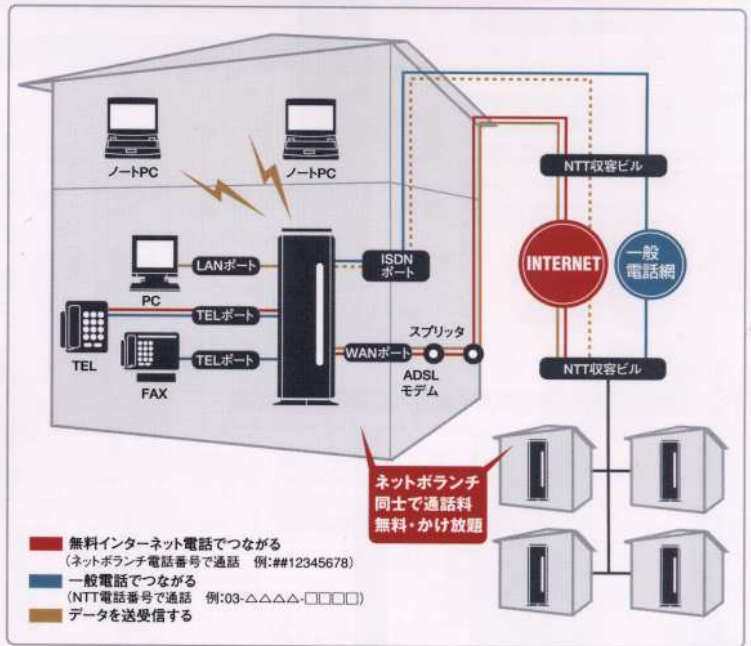 ノートPC
ノートPC
NTT収容ビル
LANポート
ISDN
ポート
INTERNET
一般
電話網
PC
TELポート
スプリッタ
TEL
TELポート
WANポート
NTT収容ビル
FAX
ADSL
モデム
ネットボランチ
同士で通話料
無料・かけ放題
無料インターネット電話でつながる
(ネットボランチ電話番号で通話 例:##12345678)
一般電話でつながる
(NTT電話番号で通話 例:03-△△△△-□□□□)
データを送受信する